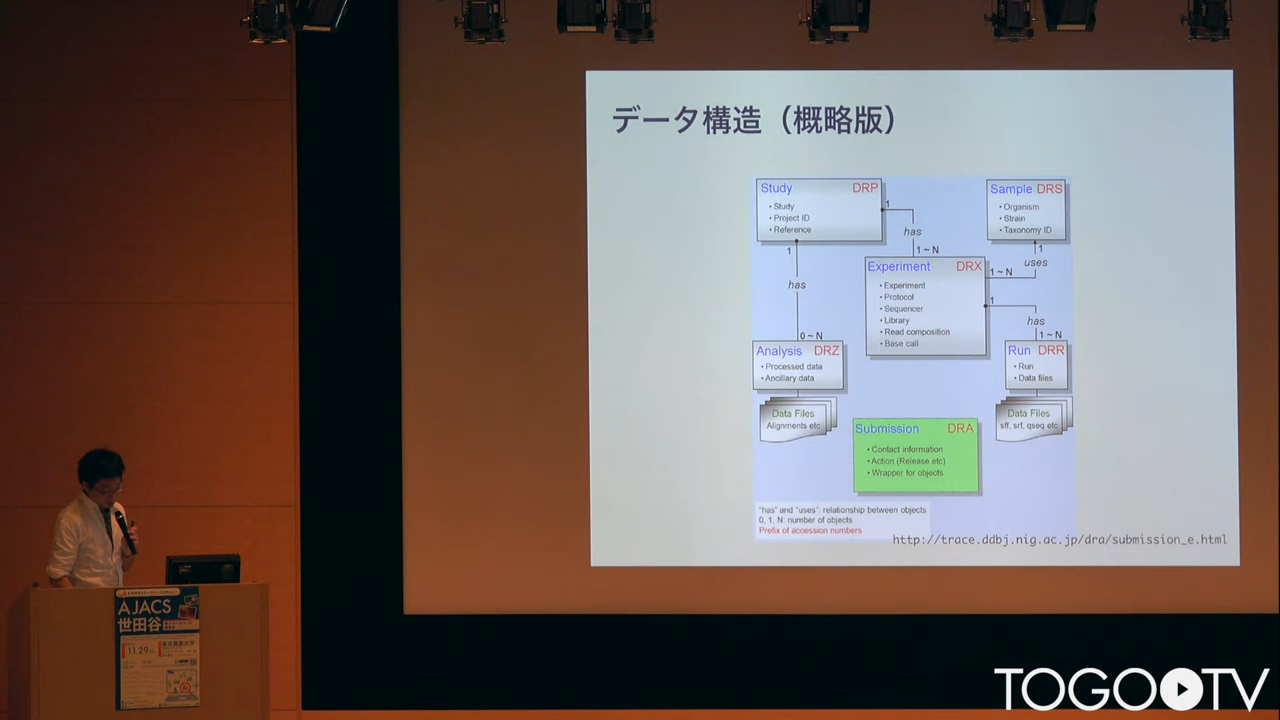 データ構造（概略版）
Study DRP
• Study
• Project ID
• Reference
1
has
1 ~ N
Sample DRS
• Organism
• Strain
• Taxonomy ID
1
uses
1 ~ N
Experiment DRX
• Experiment
• Protocol
• Sequencer
• Library
• Read composition
• Base call
1
has
0 ~ N
1
has
1 ~ N
Analysis DRZ
• Processed data
• Ancillary data
Data Files
Alignments etc
Run DRR
• Run
• Data files
Data Files
sff, srf, qseq etc
Submission DRA
• Contact information
• Action (Release etc)
• Wrapper for objects
"has" and "uses": relationship between objects
0, 1, N: number of objects
Prefix of accession numbers
http://trace.ddbj.nig.ac.jp/dra/submission_e.html
AJACS
世田谷
11.29
TOGO TV